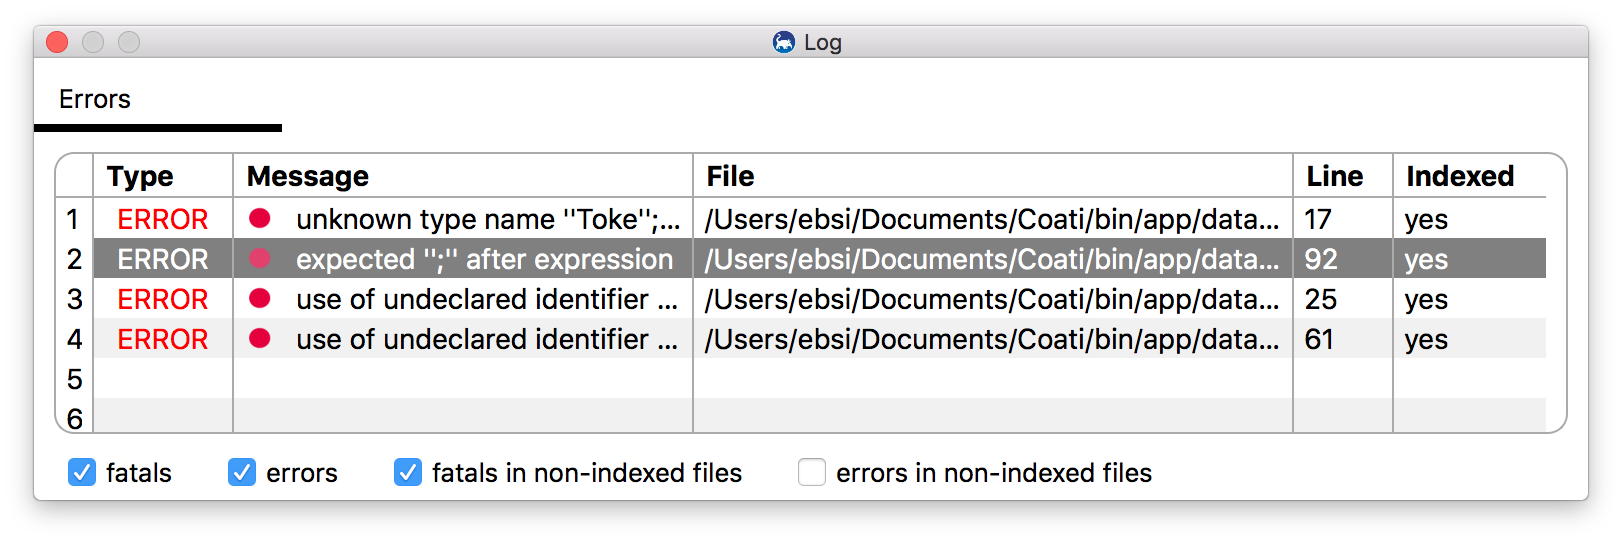 Log
Errors
Type Message File Line Indexed
1 ERROR unknown type name ''Toke'';... /Users/ebsi/Documents/Coati/bin/app/data... 17 yes
2 ERROR expected '';'' after expression /Users/ebsi/Documents/Coati/bin/app/data... 92 yes
3 ERROR use of undeclared identifier ... /Users/ebsi/Documents/Coati/bin/app/data... 25 yes
4 ERROR use of undeclared identifier ... /Users/ebsi/Documents/Coati/bin/app/data... 61 yes
5
6
fatals errors fatals in non-indexed files errors in non-indexed files